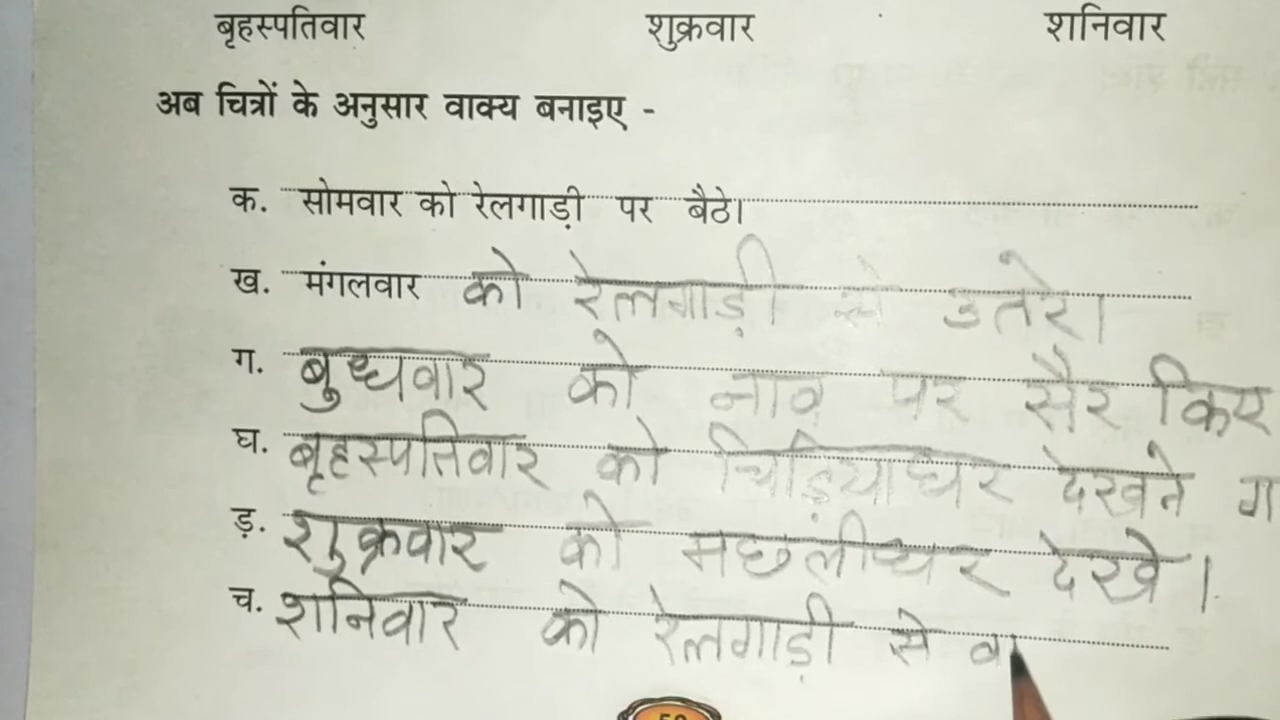 बृहस्पतिवार शुक्रवार शनिवार
अब चित्रों के अनुसार वाक्य बनाइए -
क. सोमवार को रेलगाड़ी पर बैठे।
ख. मंगलवार को रेलगाड़ी से उतरे।
ग. बुधवार को नाव पर सैर किए
घ. बृहस्पतिवार को चिड़ियाघर देखने ग
ड़. शुक्रवार को मछलीघर देखे।
च. शनिवार को रेलगाड़ी से वा